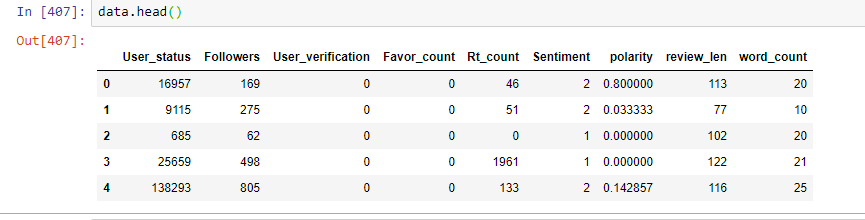 In [407]: data.head()
Out[407]:
User_status Followers User_verification Favor_count Rt_count Sentiment polarity review_len word_count
0 16957 169 0 0 46 2 0.800000 113 20
1 9115 275 0 0 51 2 0.033333 77 10
2 685 62 0 0 0 1 0.000000 102 20
3 25659 498 0 0 1961 1 0.000000 122 21
4 138293 805 0 0 133 2 0.142857 116 25